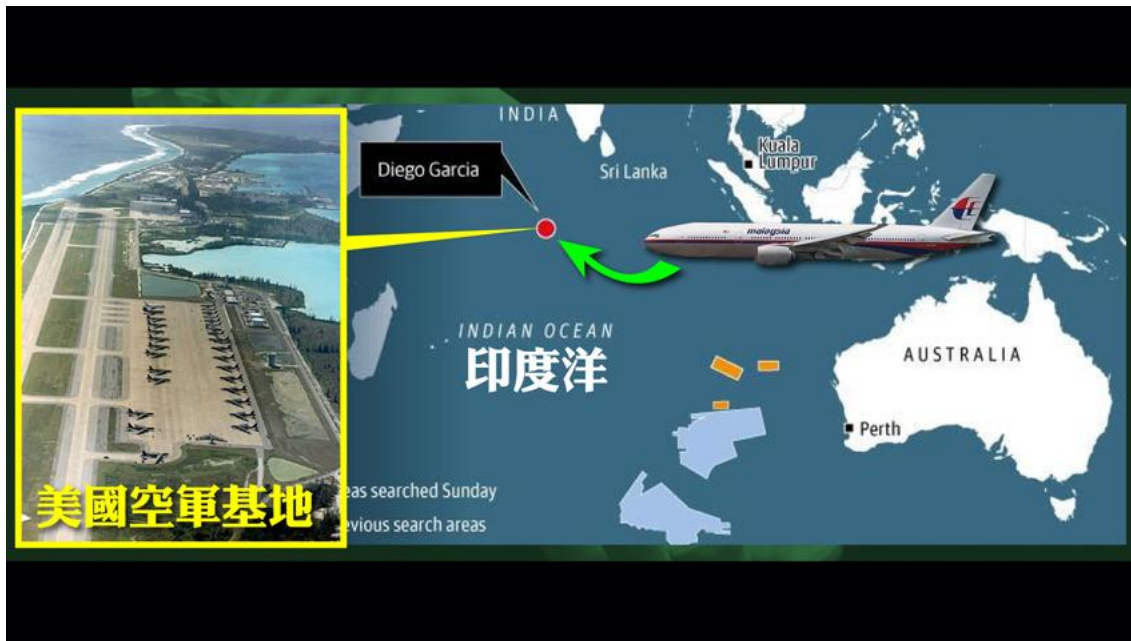 INDIA
Diego Garcia
Sri Lanka
Kuala
Lumpur
malaysia
INDIAN OCEAN
印度洋
AUSTRALIA
Perth
美國空軍基地
eas searched Sunday
evious search areas